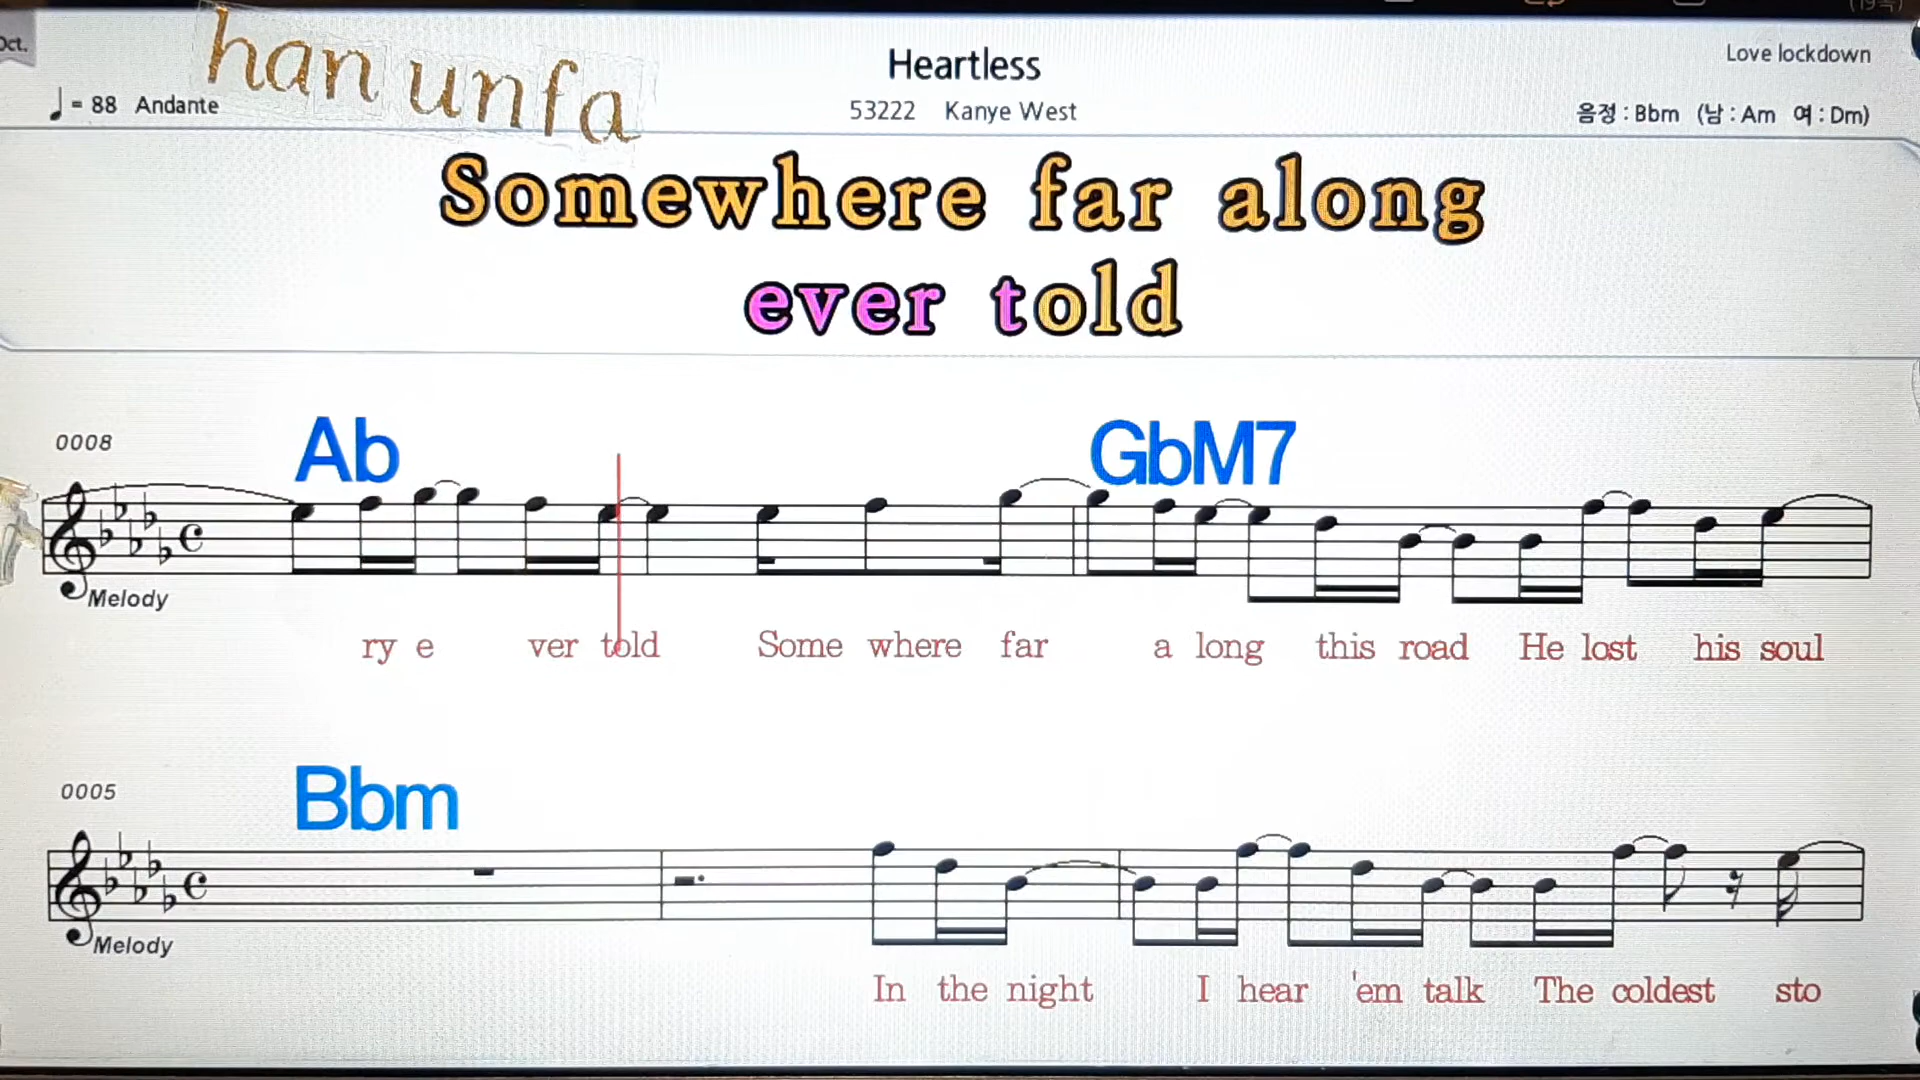 Oct.
han unfa
♩ = 88 Andante
Heartless
53222 Kanye West
Love lockdown
음정 : Bbm (남 : Am 여 : Dm)
Somewhere far along
ever told
0008
Ab GbM7
Melody
ry e ver told Some where far a long this road He lost his soul
0005
Bbm
Melody
In the night I hear 'em talk The coldest sto